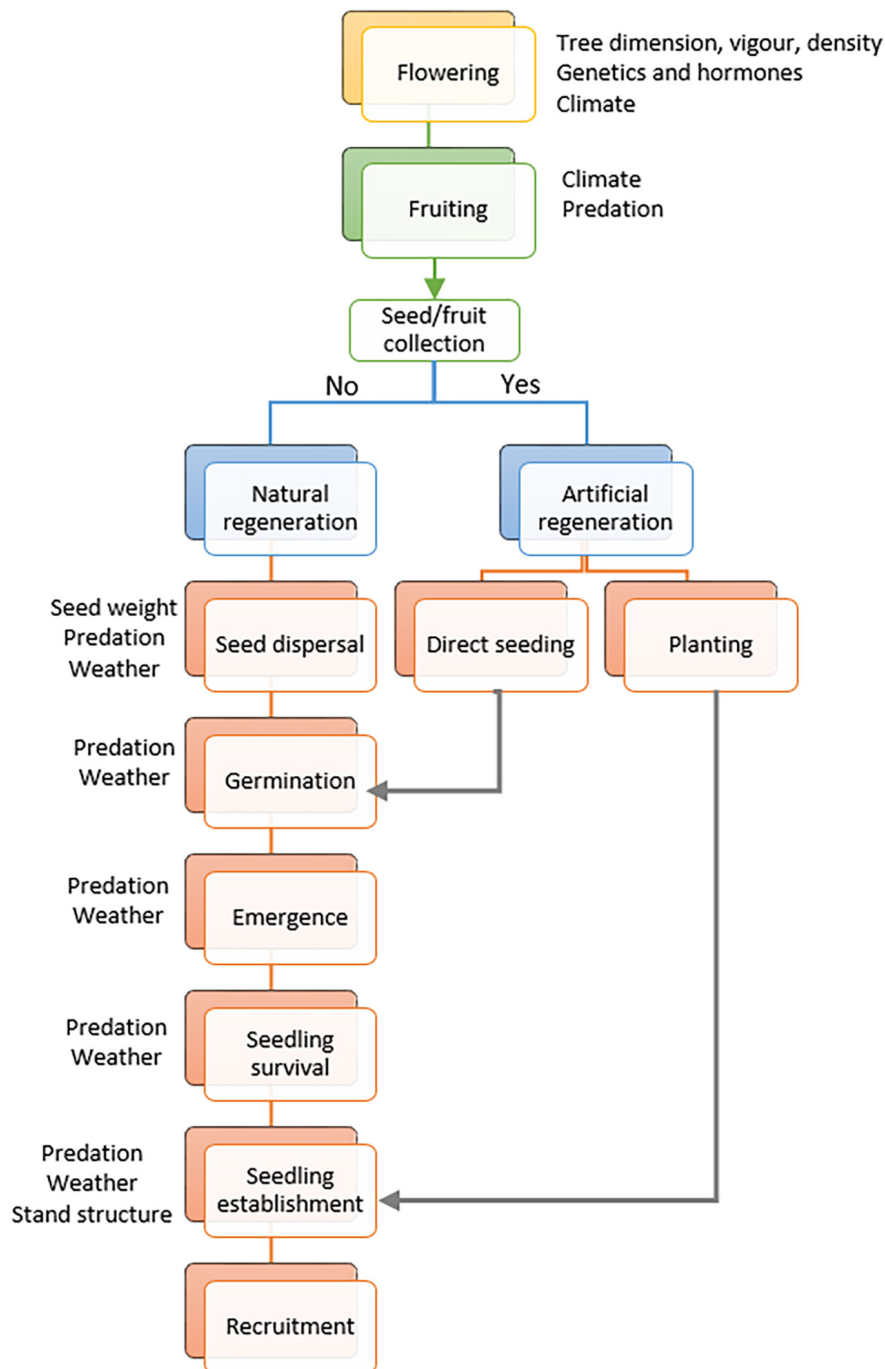 Flowering
Tree dimension, vigour, density
Genetics and hormones
Climate
Fruiting
Climate
Predation
Seed/fruit
collection
No
Yes
Natural
regeneration
Artificial
regeneration
Seed weight
Predation
Weather
Seed dispersal
Direct seeding
Planting
Predation
Weather
Germination
Predation
Weather
Emergence
Predation
Weather
Seedling
survival
Predation
Weather
Stand structure
Seedling
establishment
Recruitment